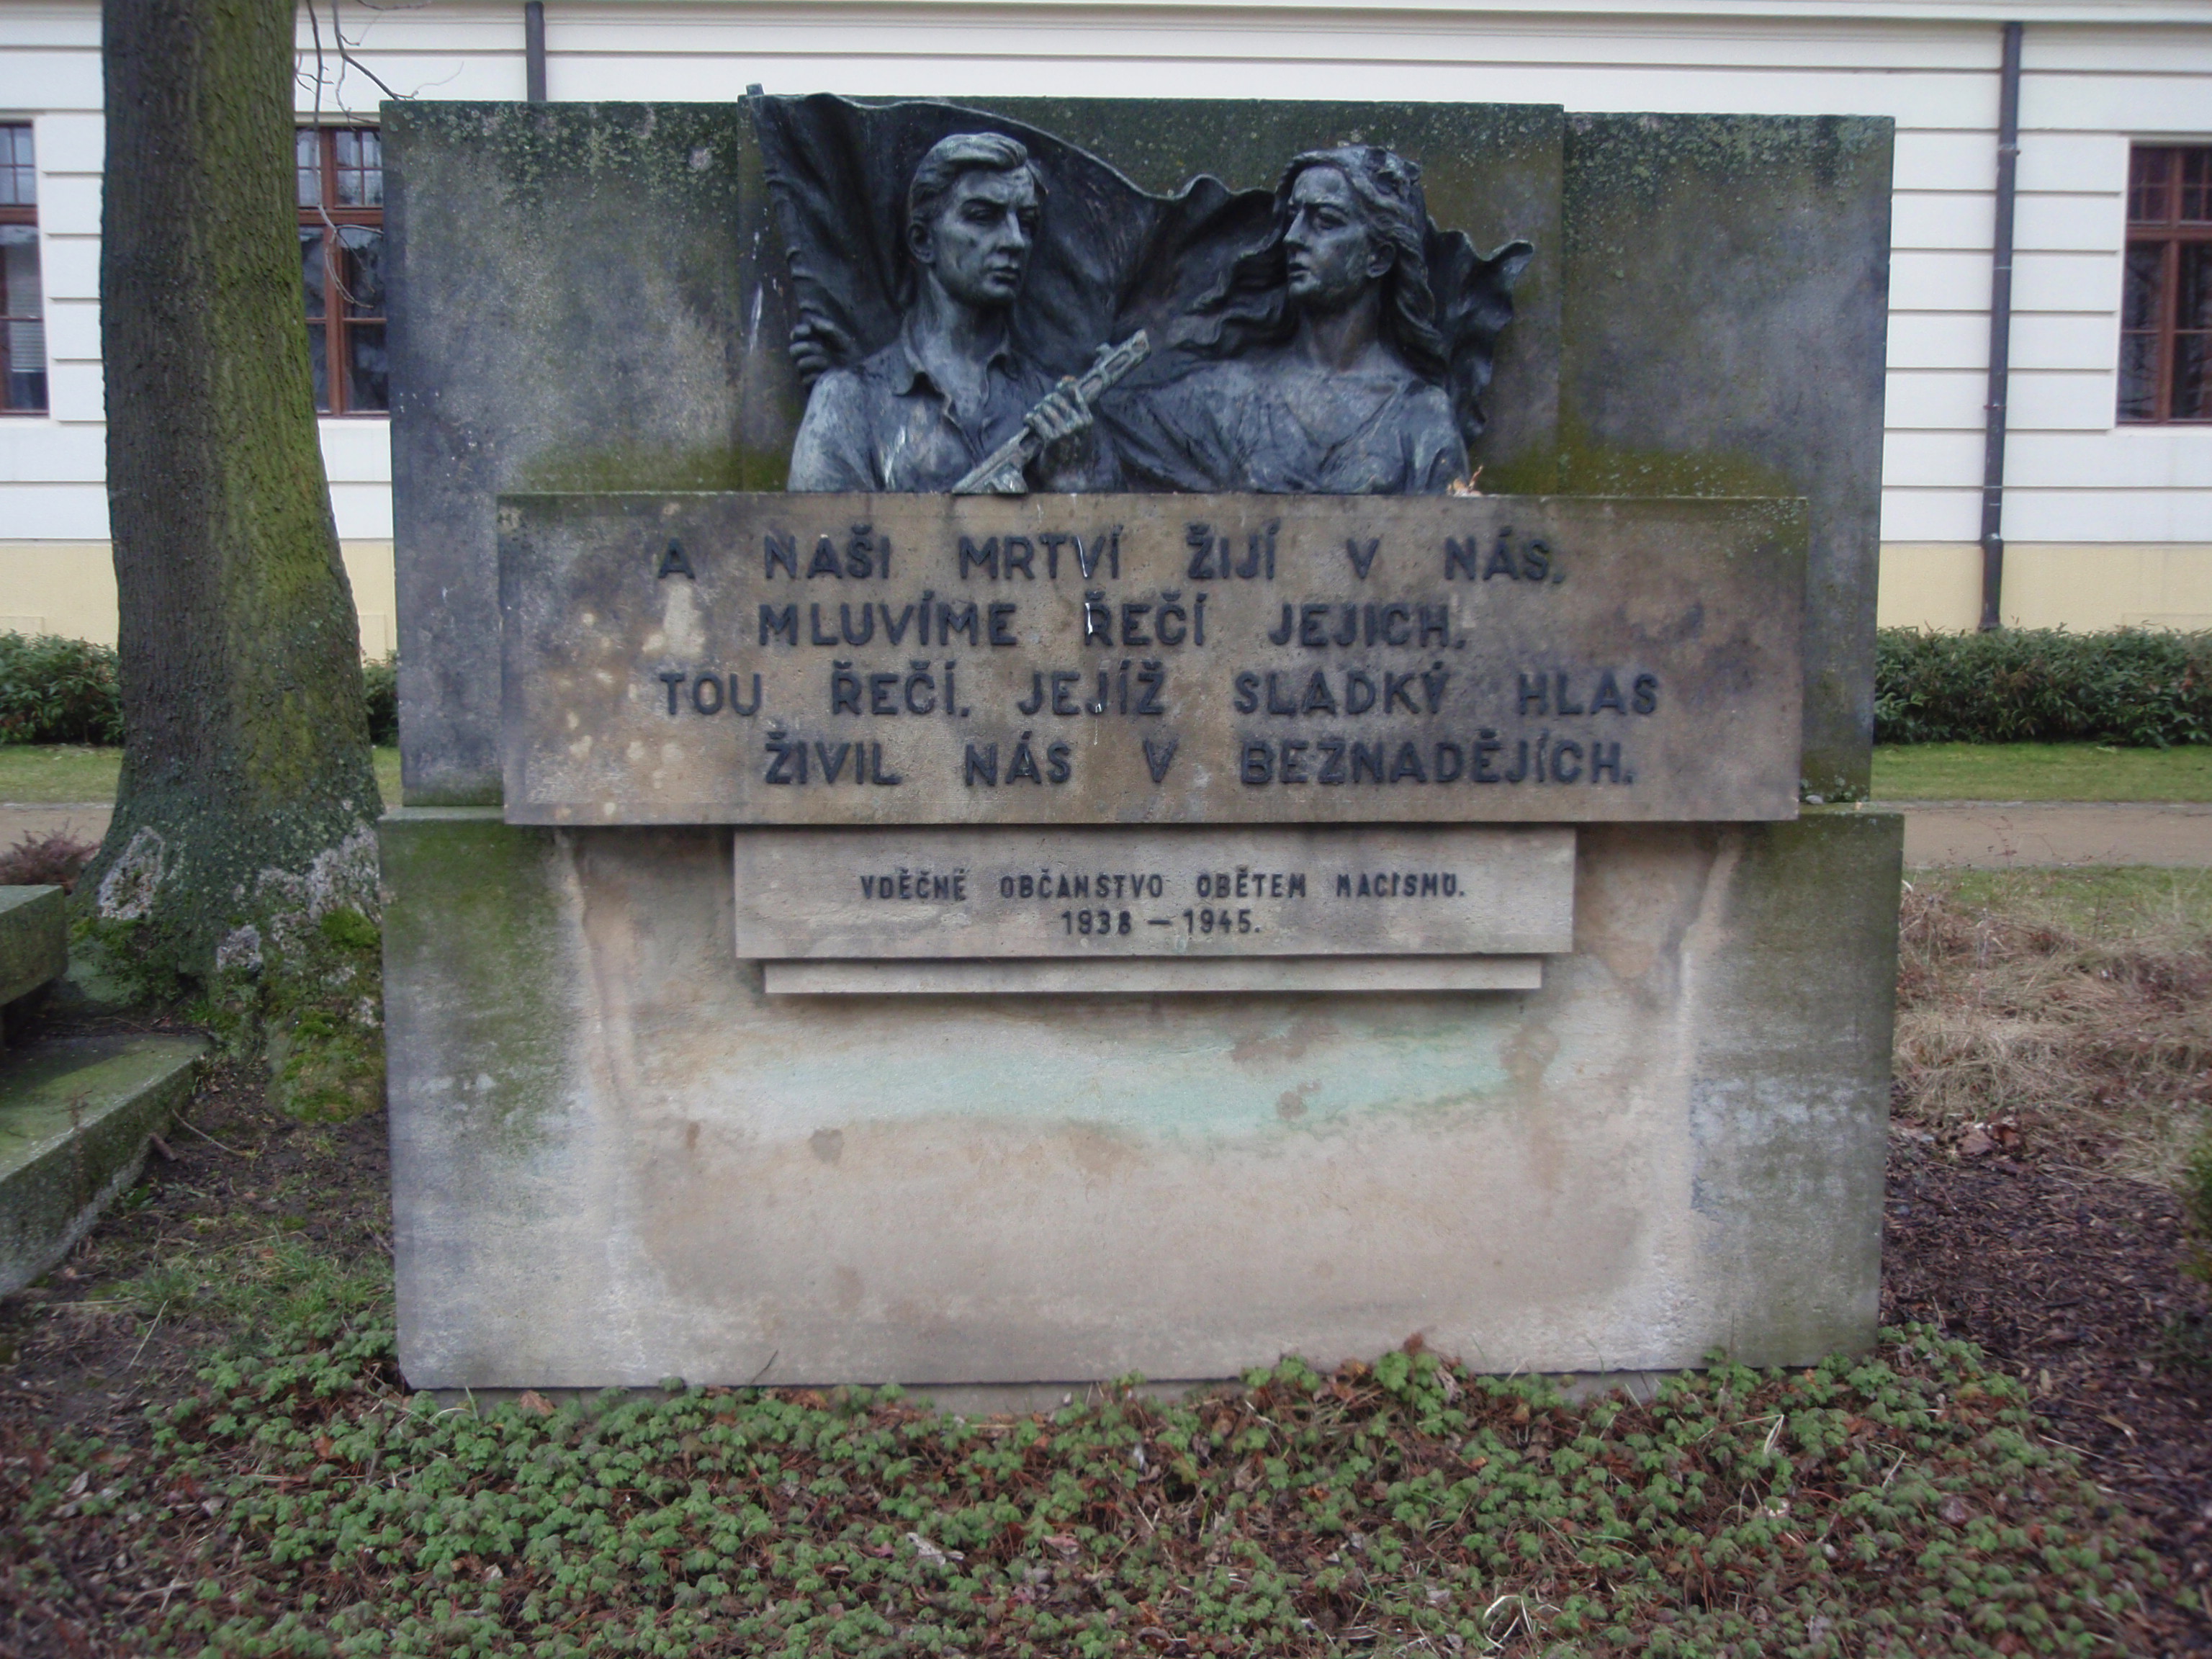 A NAŠI MRTVÍ ŽIJÍ V NÁS,
MLUVÍME ŘEČÍ JEJICH,
TOU ŘEČÍ, JEJÍŽ SLADKÝ HLAS
ŽIVIL NÁS V BEZNADĚJÍCH.
VDĚČNÉ OBČANSTVO OBĚTEM NACISMU.
1938 – 1945.